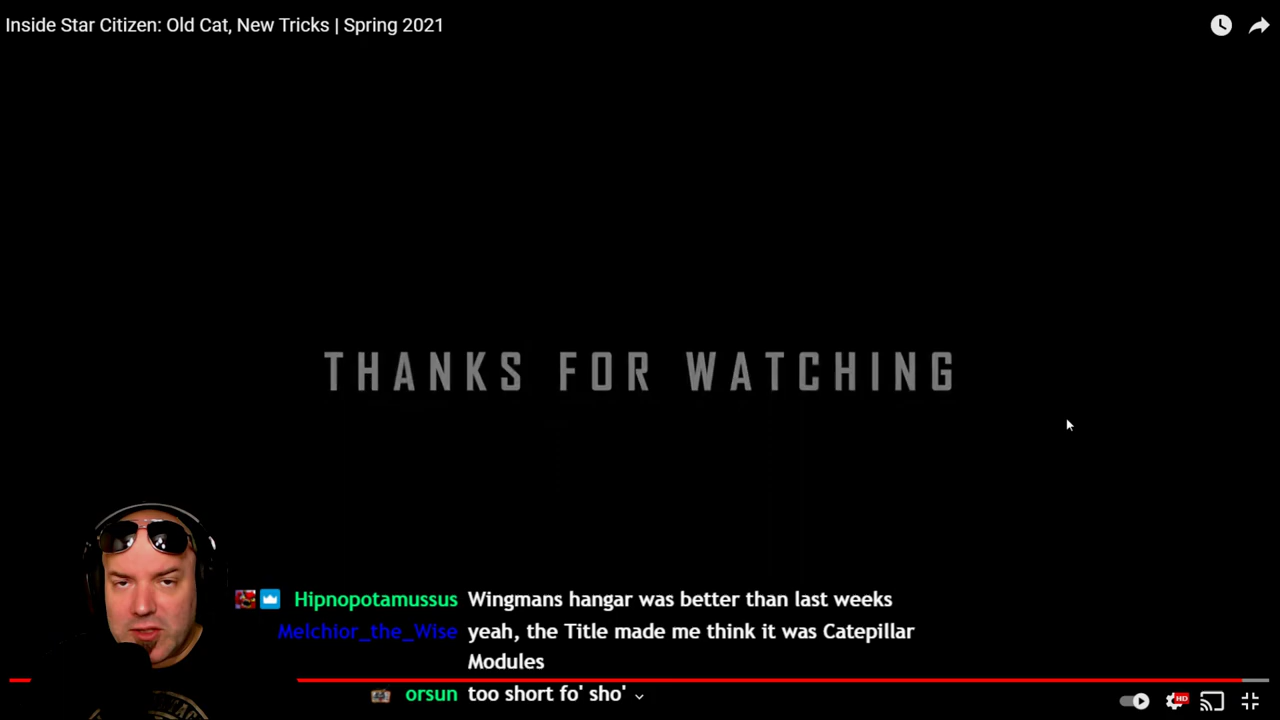 Inside Star Citizen: Old Cat, New Tricks | Spring 2021
THANKS FOR WATCHING
Hipnopotamussus Wingmans hangar was better than last weeks
Melchior_the_Wise yeah, the Title made me think it was Catepillar
Modules
orsun too short fo' sho'
HD